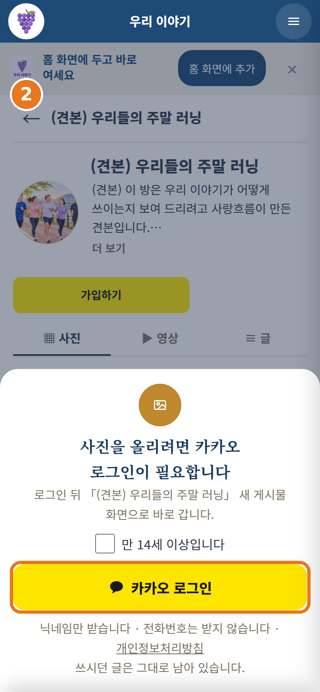 우리 이야기
홈 화면에 두고 바로
여세요
홈 화면에 추가
2
(견본) 우리들의 주말 러닝
(견본) 우리들의 주말 러닝
(견본) 이 방은 우리 이야기가 어떻게
쓰이는지 보여 드리려고 사랑흐름이 만든
견본입니다.…
더 보기
가입하기
사진
영상
글
사진을 올리려면 카카오
로그인이 필요합니다
로그인 뒤 「(견본) 우리들의 주말 러닝」 새 게시물
화면으로 바로 갑니다.
만 14세 이상입니다
카카오 로그인
닉네임만 받습니다 · 전화번호는 받지 않습니다 ·
개인정보처리방침
쓰시던 글은 그대로 남아 있습니다.